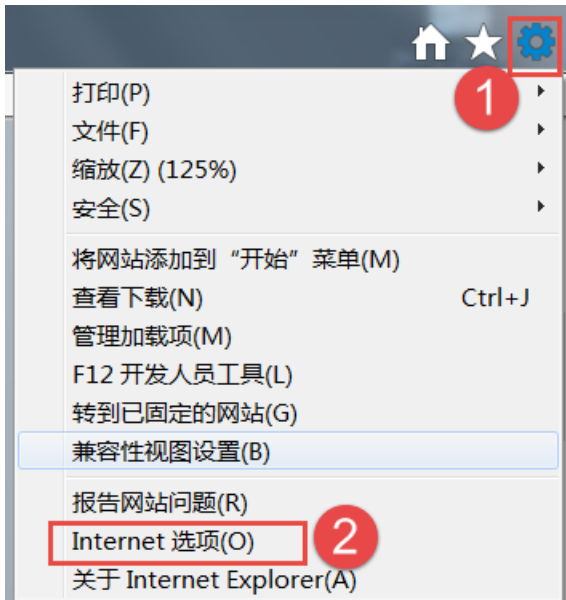 1
打印(P)
文件(F)
缩放(Z) (125%)
安全(S)
将网站添加到“开始”菜单(M)
查看下载(N) Ctrl+J
管理加载项(M)
F12 开发人员工具(L)
转到已固定的网站(G)
兼容性视图设置(B)
报告网站问题(R)
Internet 选项(O) 2
关于 Internet Explorer(A)